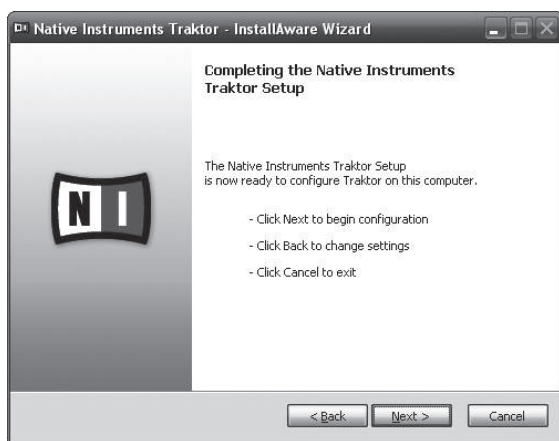 Native Instruments Traktor - InstallAware Wizard
Completing the Native Instruments
Traktor Setup
The Native Instruments Traktor Setup
is now ready to configure Traktor on this computer.
- Click Next to begin configuration
- Click Back to change settings
- Click Cancel to exit
NI
< Back
Next >
Cancel